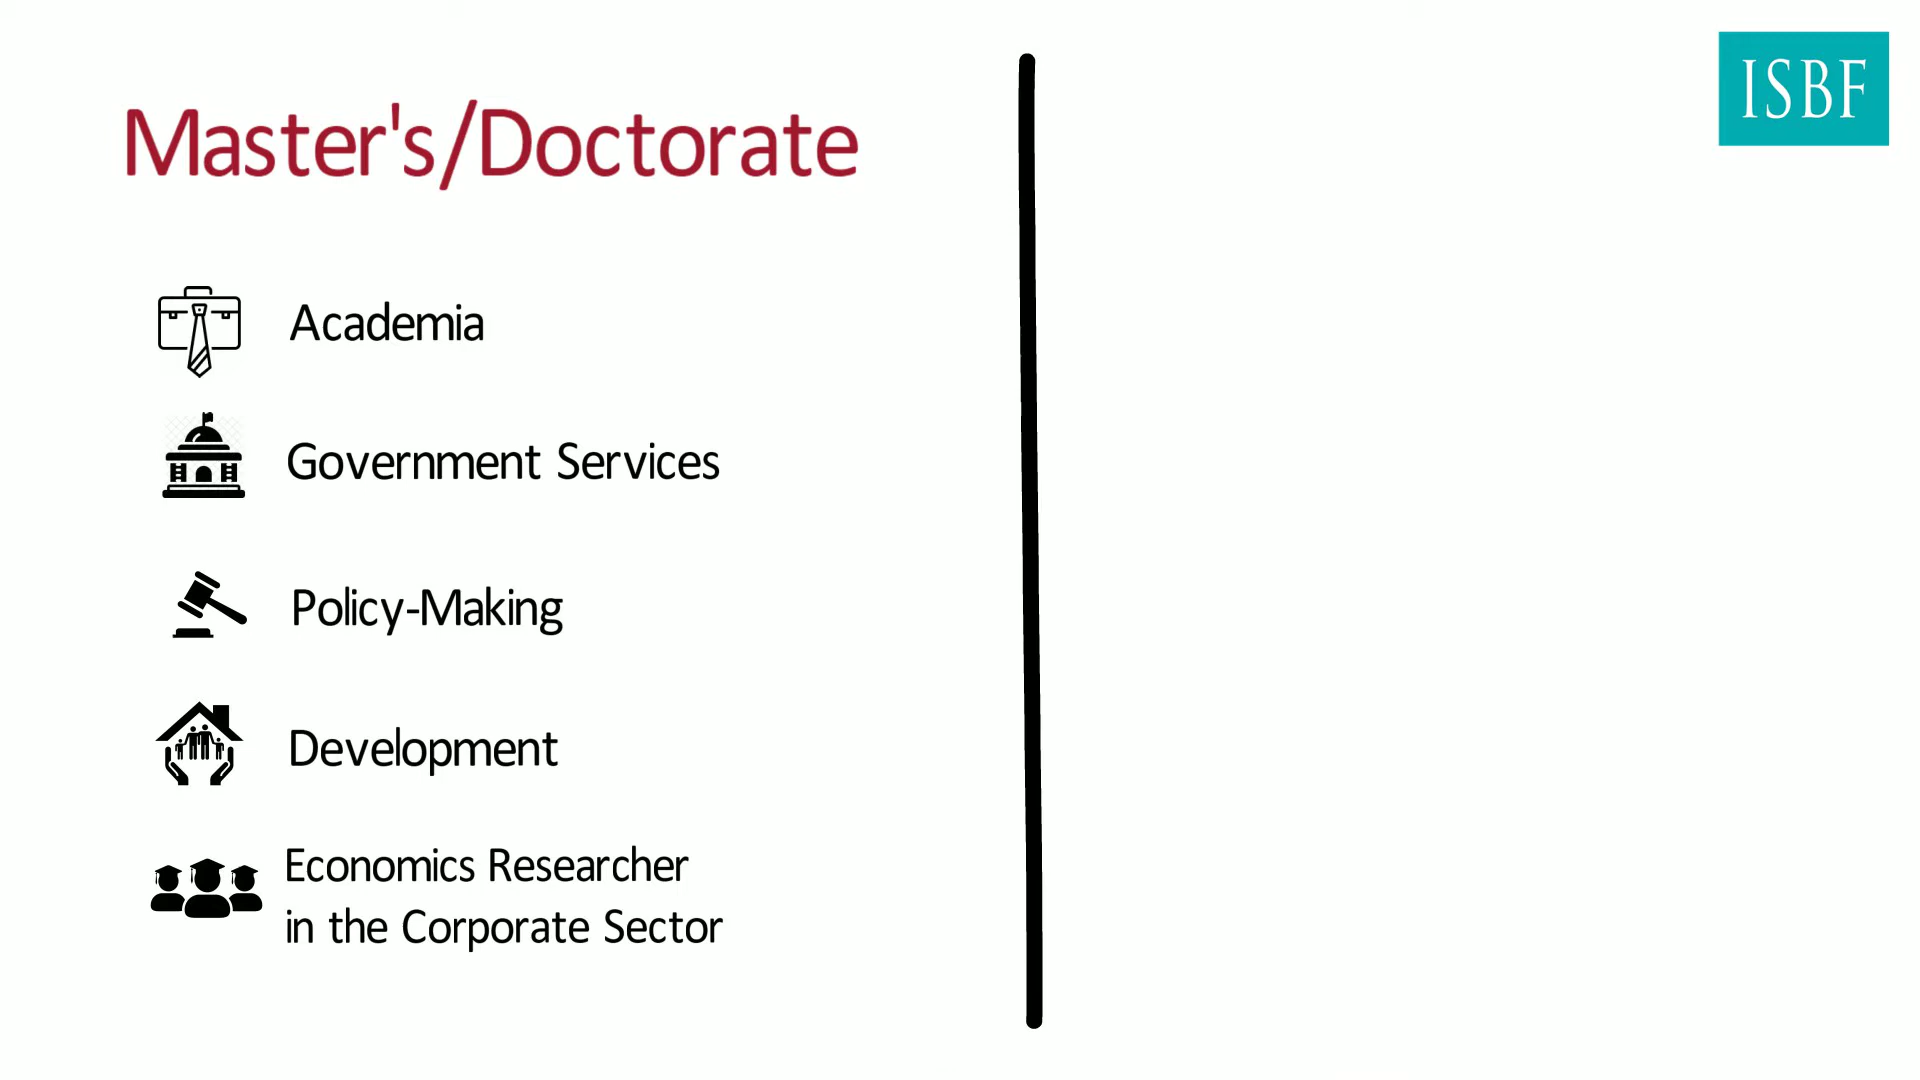 Master's/Doctorate
ISBF
Academia
Government Services
Policy-Making
Development
Economics Researcher
in the Corporate Sector